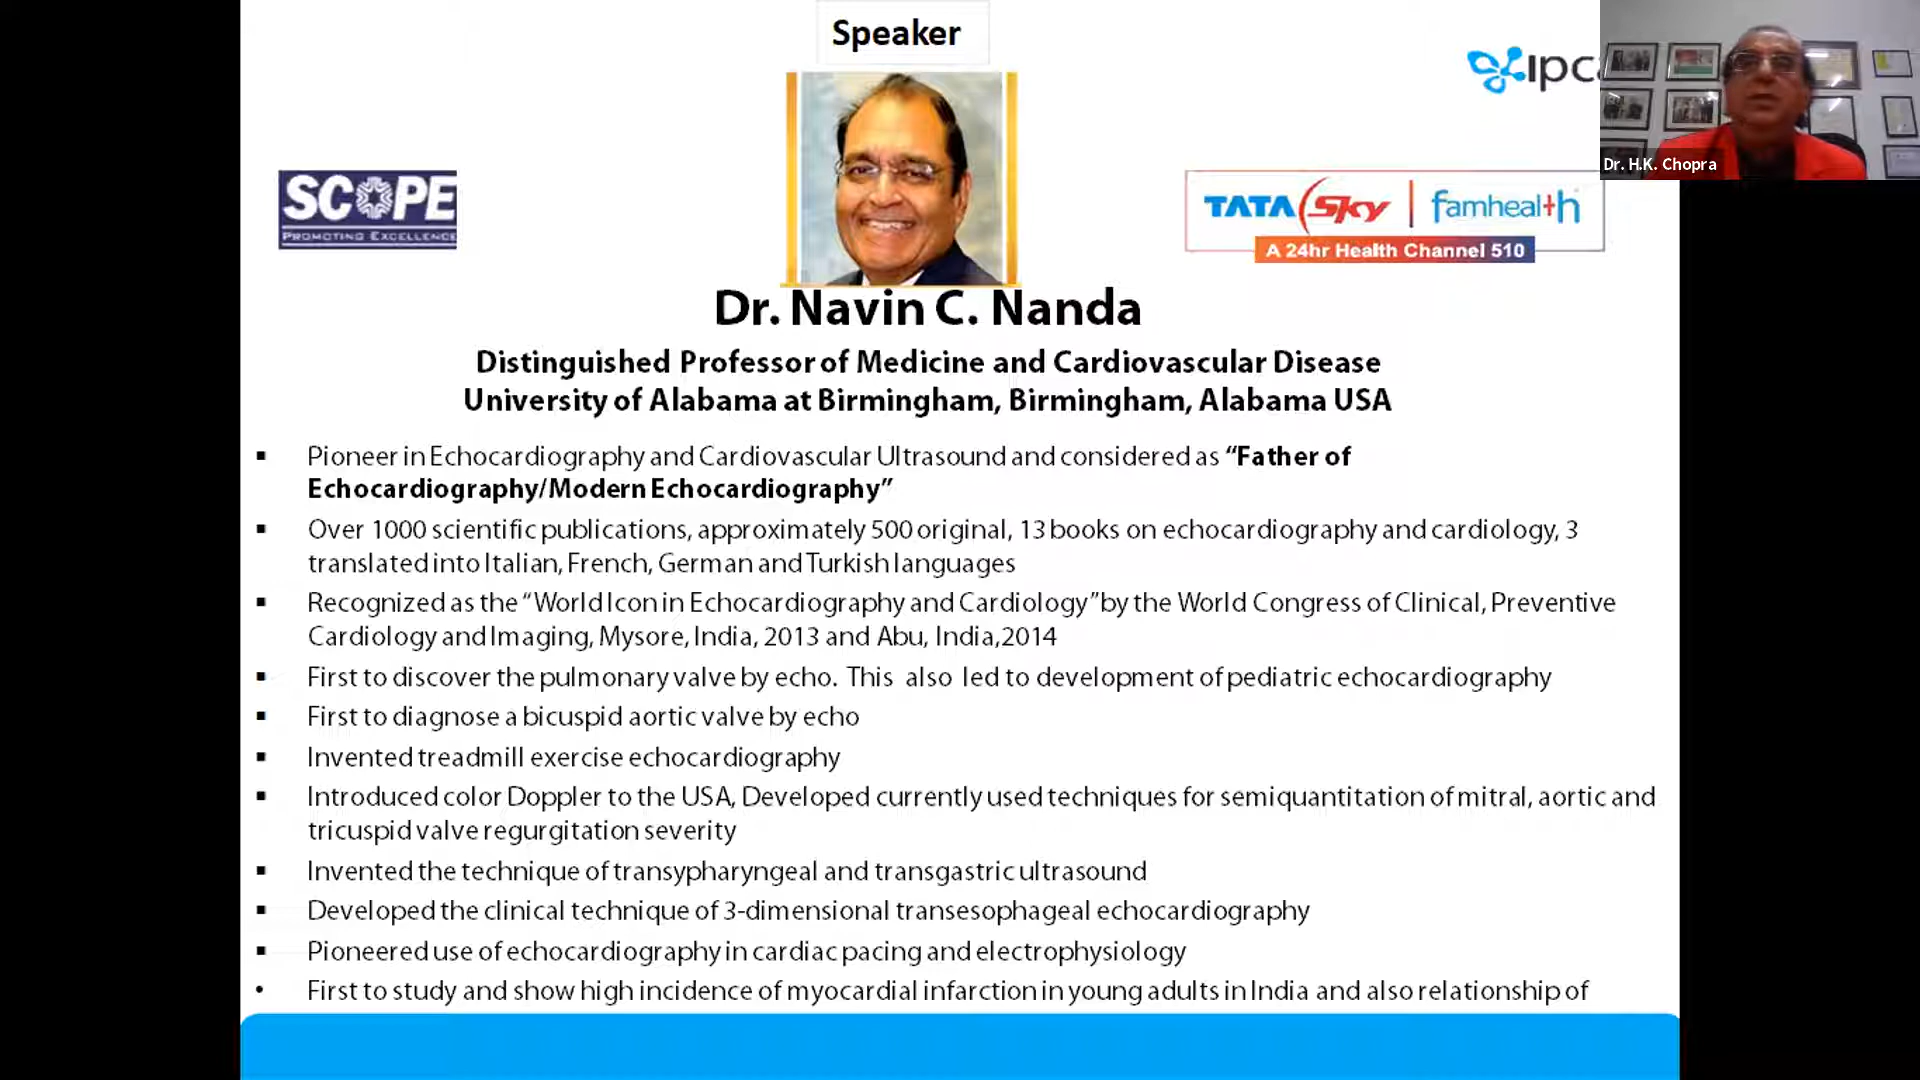 Speaker
ipc
Dr. H.K. Chopra
SCOPE
PROMOTING EXCELLENCE
TATA Sky | famhealth
A 24hr Health Channel 510
Dr. Navin C. Nanda
Distinguished Professor of Medicine and Cardiovascular Disease
University of Alabama at Birmingham, Birmingham, Alabama USA
▪ Pioneer in Echocardiography and Cardiovascular Ultrasound and considered as “Father of
Echocardiography/Modern Echocardiography”
▪ Over 1000 scientific publications, approximately 500 original, 13 books on echocardiography and cardiology, 3
translated into Italian, French, German and Turkish languages
▪ Recognized as the “World Icon in Echocardiography and Cardiology”by the World Congress of Clinical, Preventive
Cardiology and Imaging, Mysore, India, 2013 and Abu, India,2014
▪ First to discover the pulmonary valve by echo. This also led to development of pediatric echocardiography
▪ First to diagnose a bicuspid aortic valve by echo
▪ Invented treadmill exercise echocardiography
▪ Introduced color Doppler to the USA, Developed currently used techniques for semiquantitation of mitral, aortic and
tricuspid valve regurgitation severity
▪ Invented the technique of transypharyngeal and transgastric ultrasound
▪ Developed the clinical technique of 3-dimensional transesophageal echocardiography
▪ Pioneered use of echocardiography in cardiac pacing and electrophysiology
• First to study and show high incidence of myocardial infarction in young adults in India and also relationship of